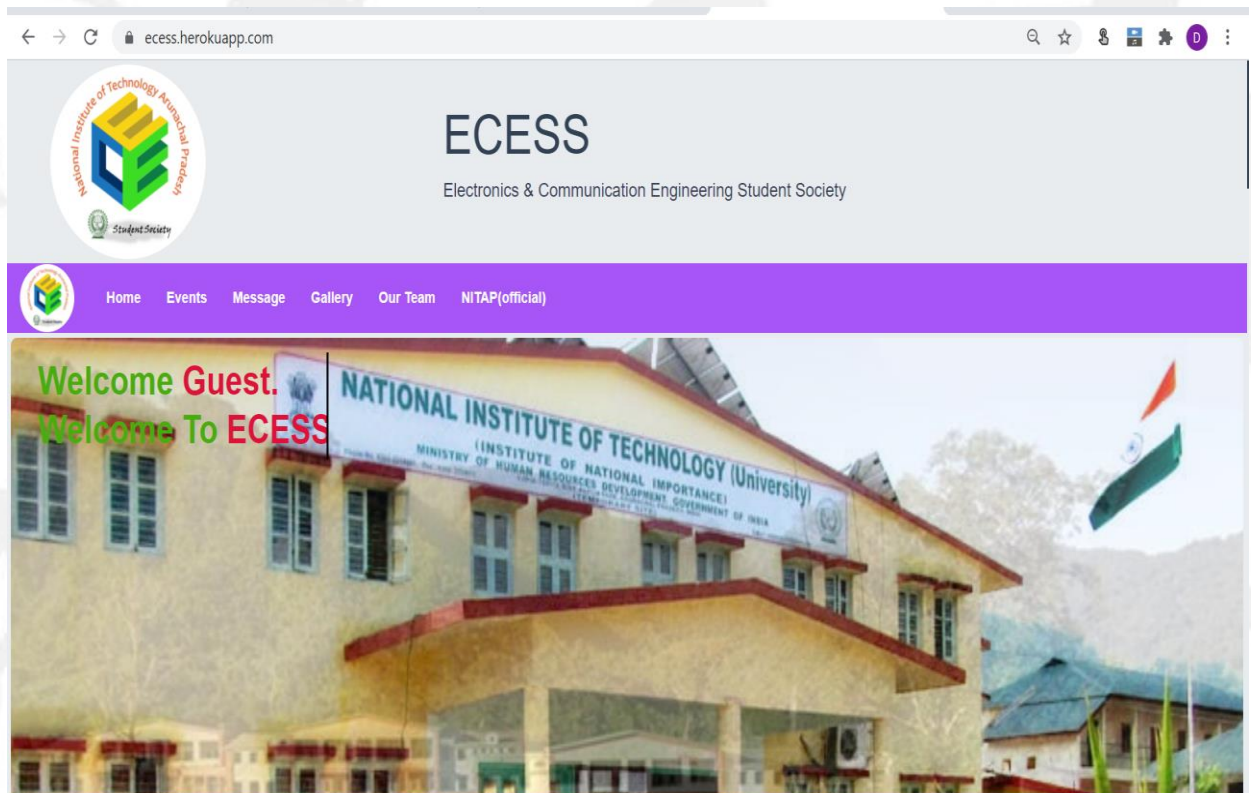 ecess.herokuapp.com
D
National Institute of Technology Arunachal Pradesh
Student Society
ECESS
Electronics & Communication Engineering Student Society
Home Events Message Gallery Our Team NITAP(official)
Welcome Guest.
Welcome To ECESS
NATIONAL INSTITUTE OF TECHNOLOGY (University)
(INSTITUTE OF NATIONAL IMPORTANCE)
MINISTRY OF HUMAN RESOURCES DEVELOPMENT, GOVERNMENT OF INDIA